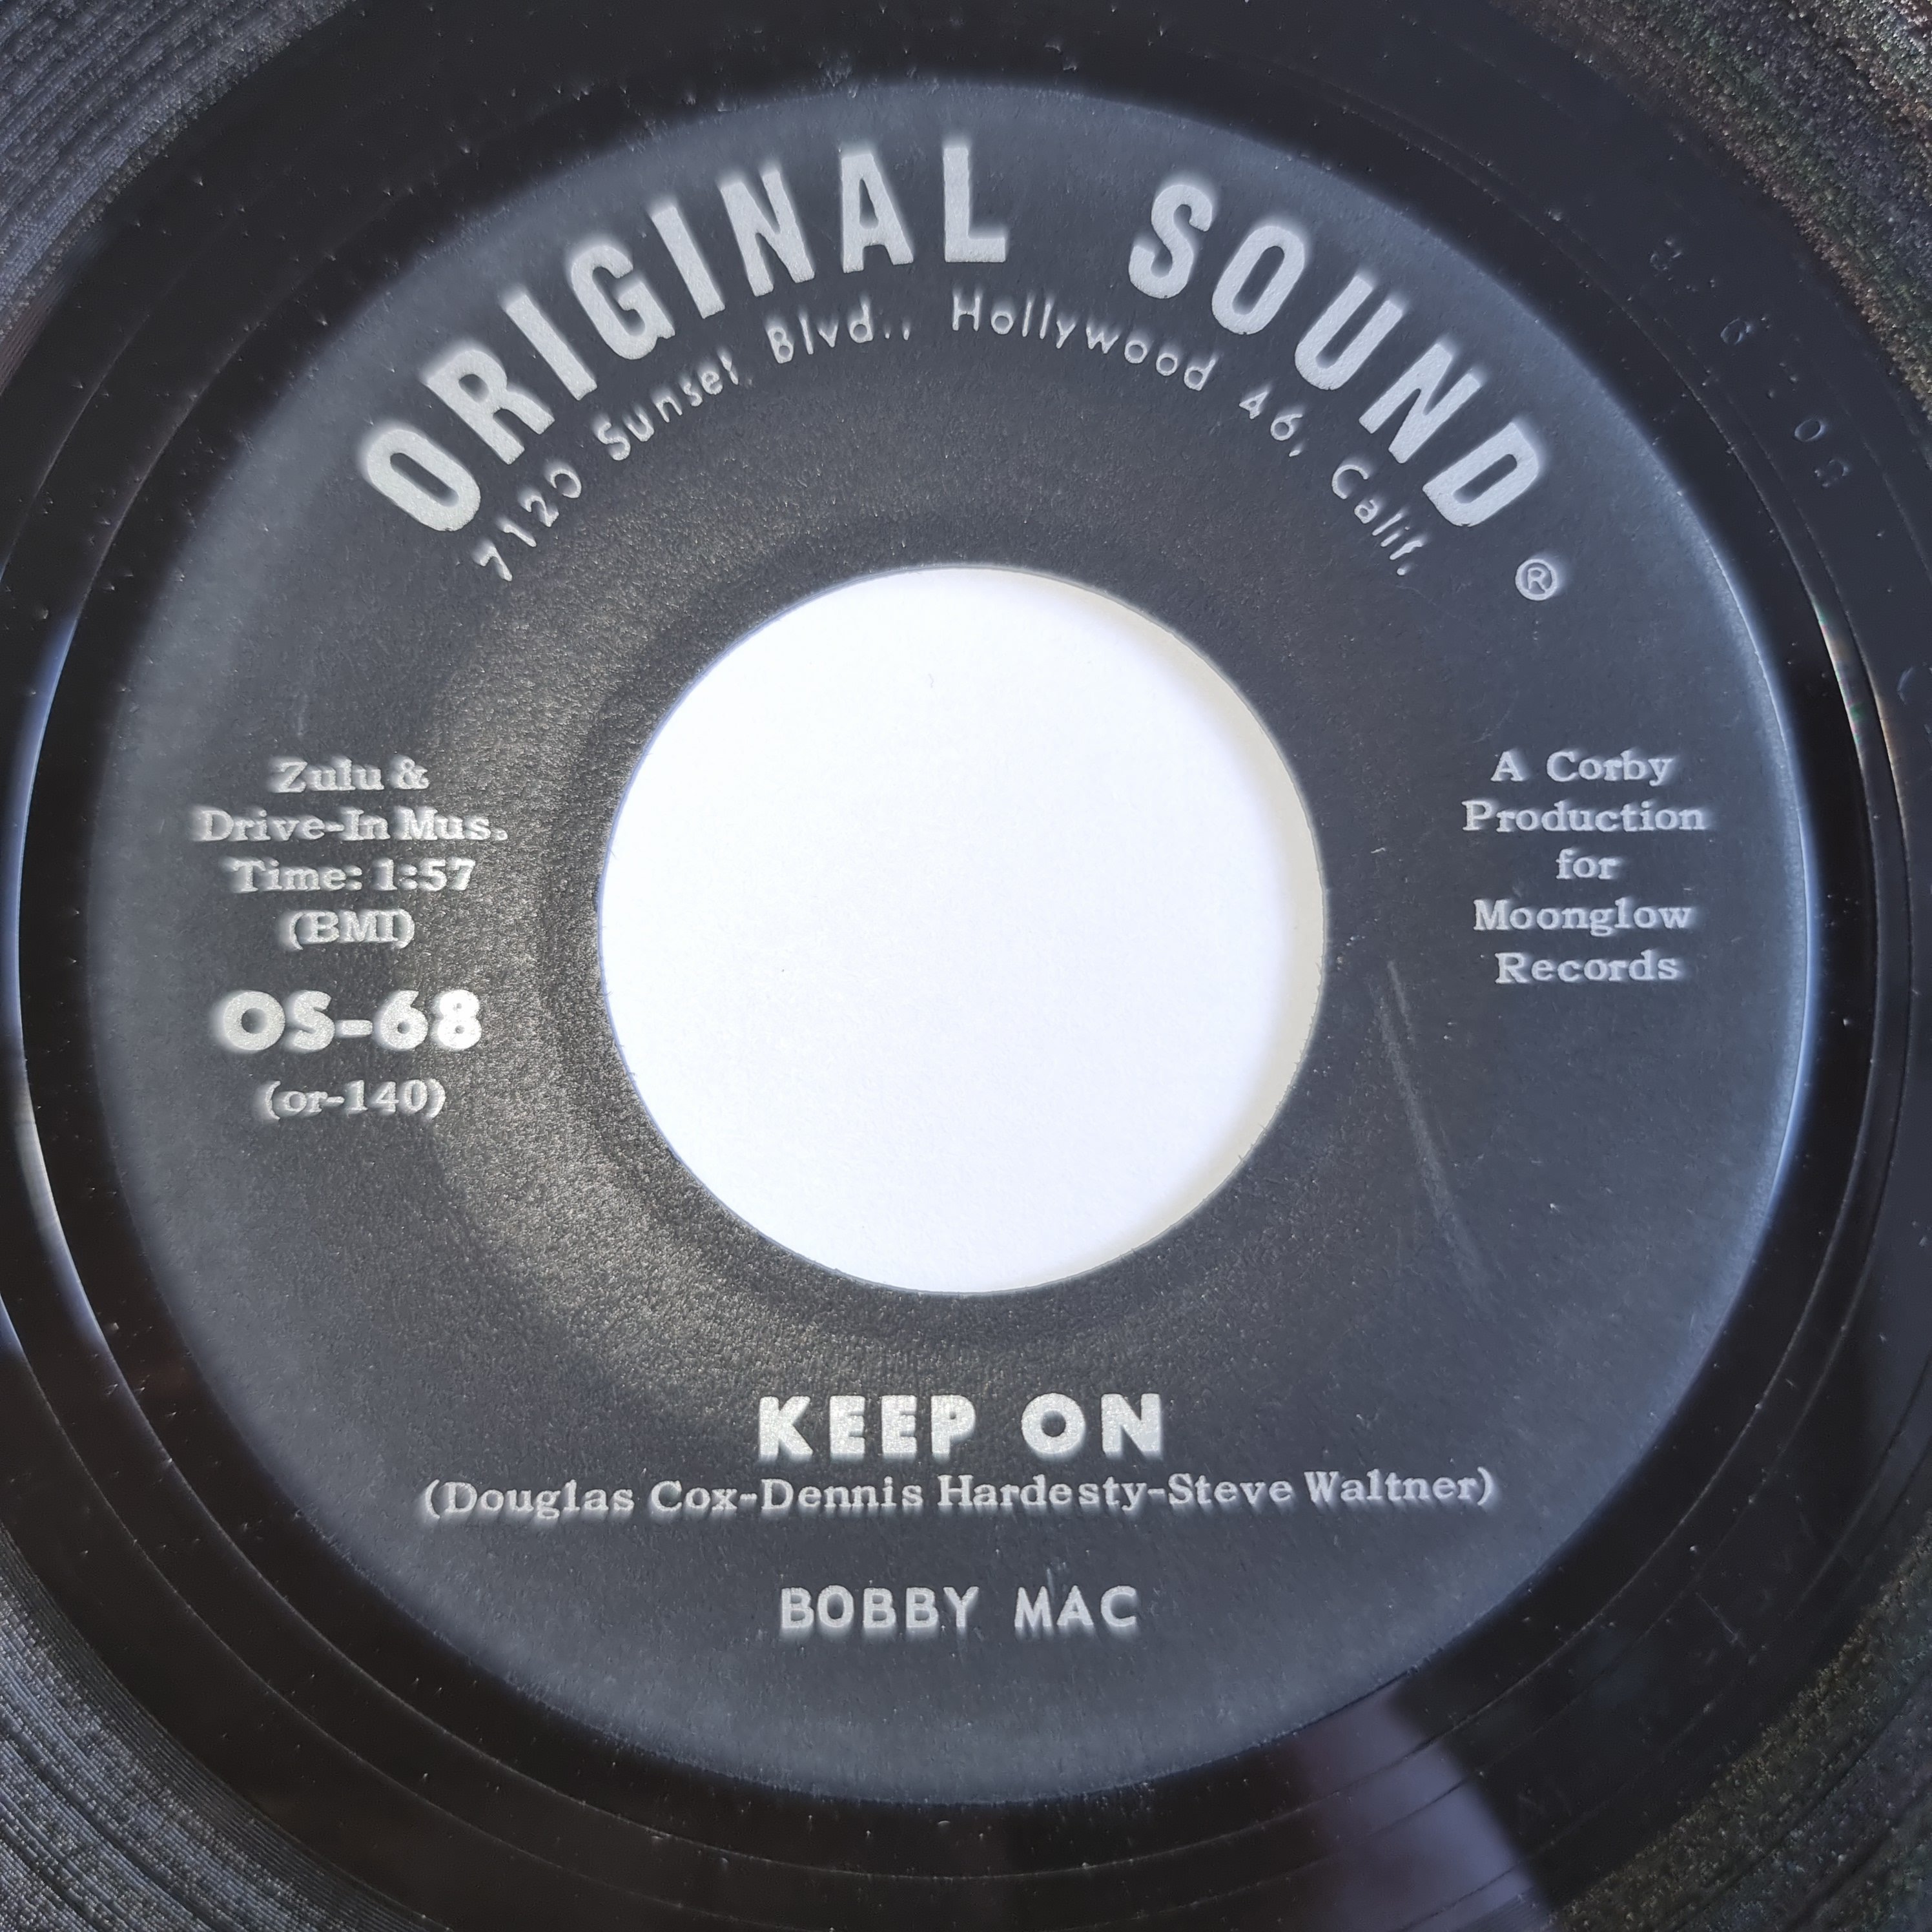 ORIGINAL SOUND ®
7120 Sunset Blvd., Hollywood 46, Calif.
Zulu &
Drive-In Mus.
Time: 1:57
(BMI)
OS-68
(or-140)
A Corby
Production
for
Moonglow
Records
KEEP ON
(Douglas Cox-Dennis Hardesty-Steve Waltner)
BOBBY MAC